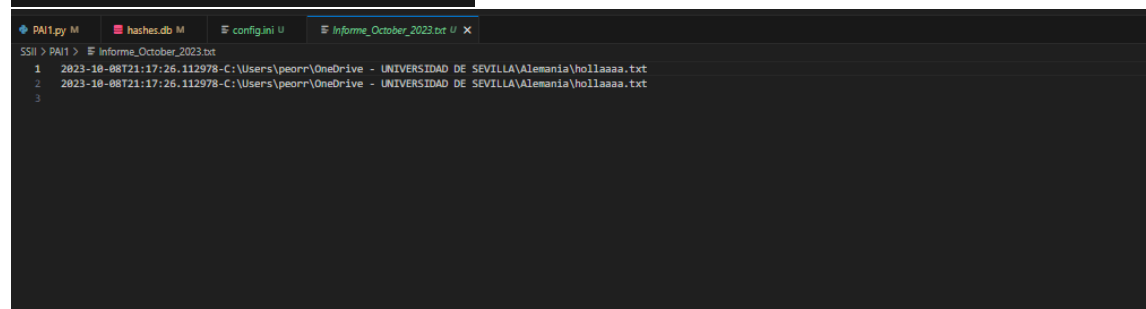 PAI1.py M hashes.db M config.ini U Informe_October_2023.txt U X
SSII > PAI1 > Informe_October_2023.txt
1 2023-10-08T21:17:26.112978-C:\Users\peorr\OneDrive - UNIVERSIDAD DE SEVILLA\Alemania\hollaaaa.txt
2 2023-10-08T21:17:26.112978-C:\Users\peorr\OneDrive - UNIVERSIDAD DE SEVILLA\Alemania\hollaaaa.txt
3